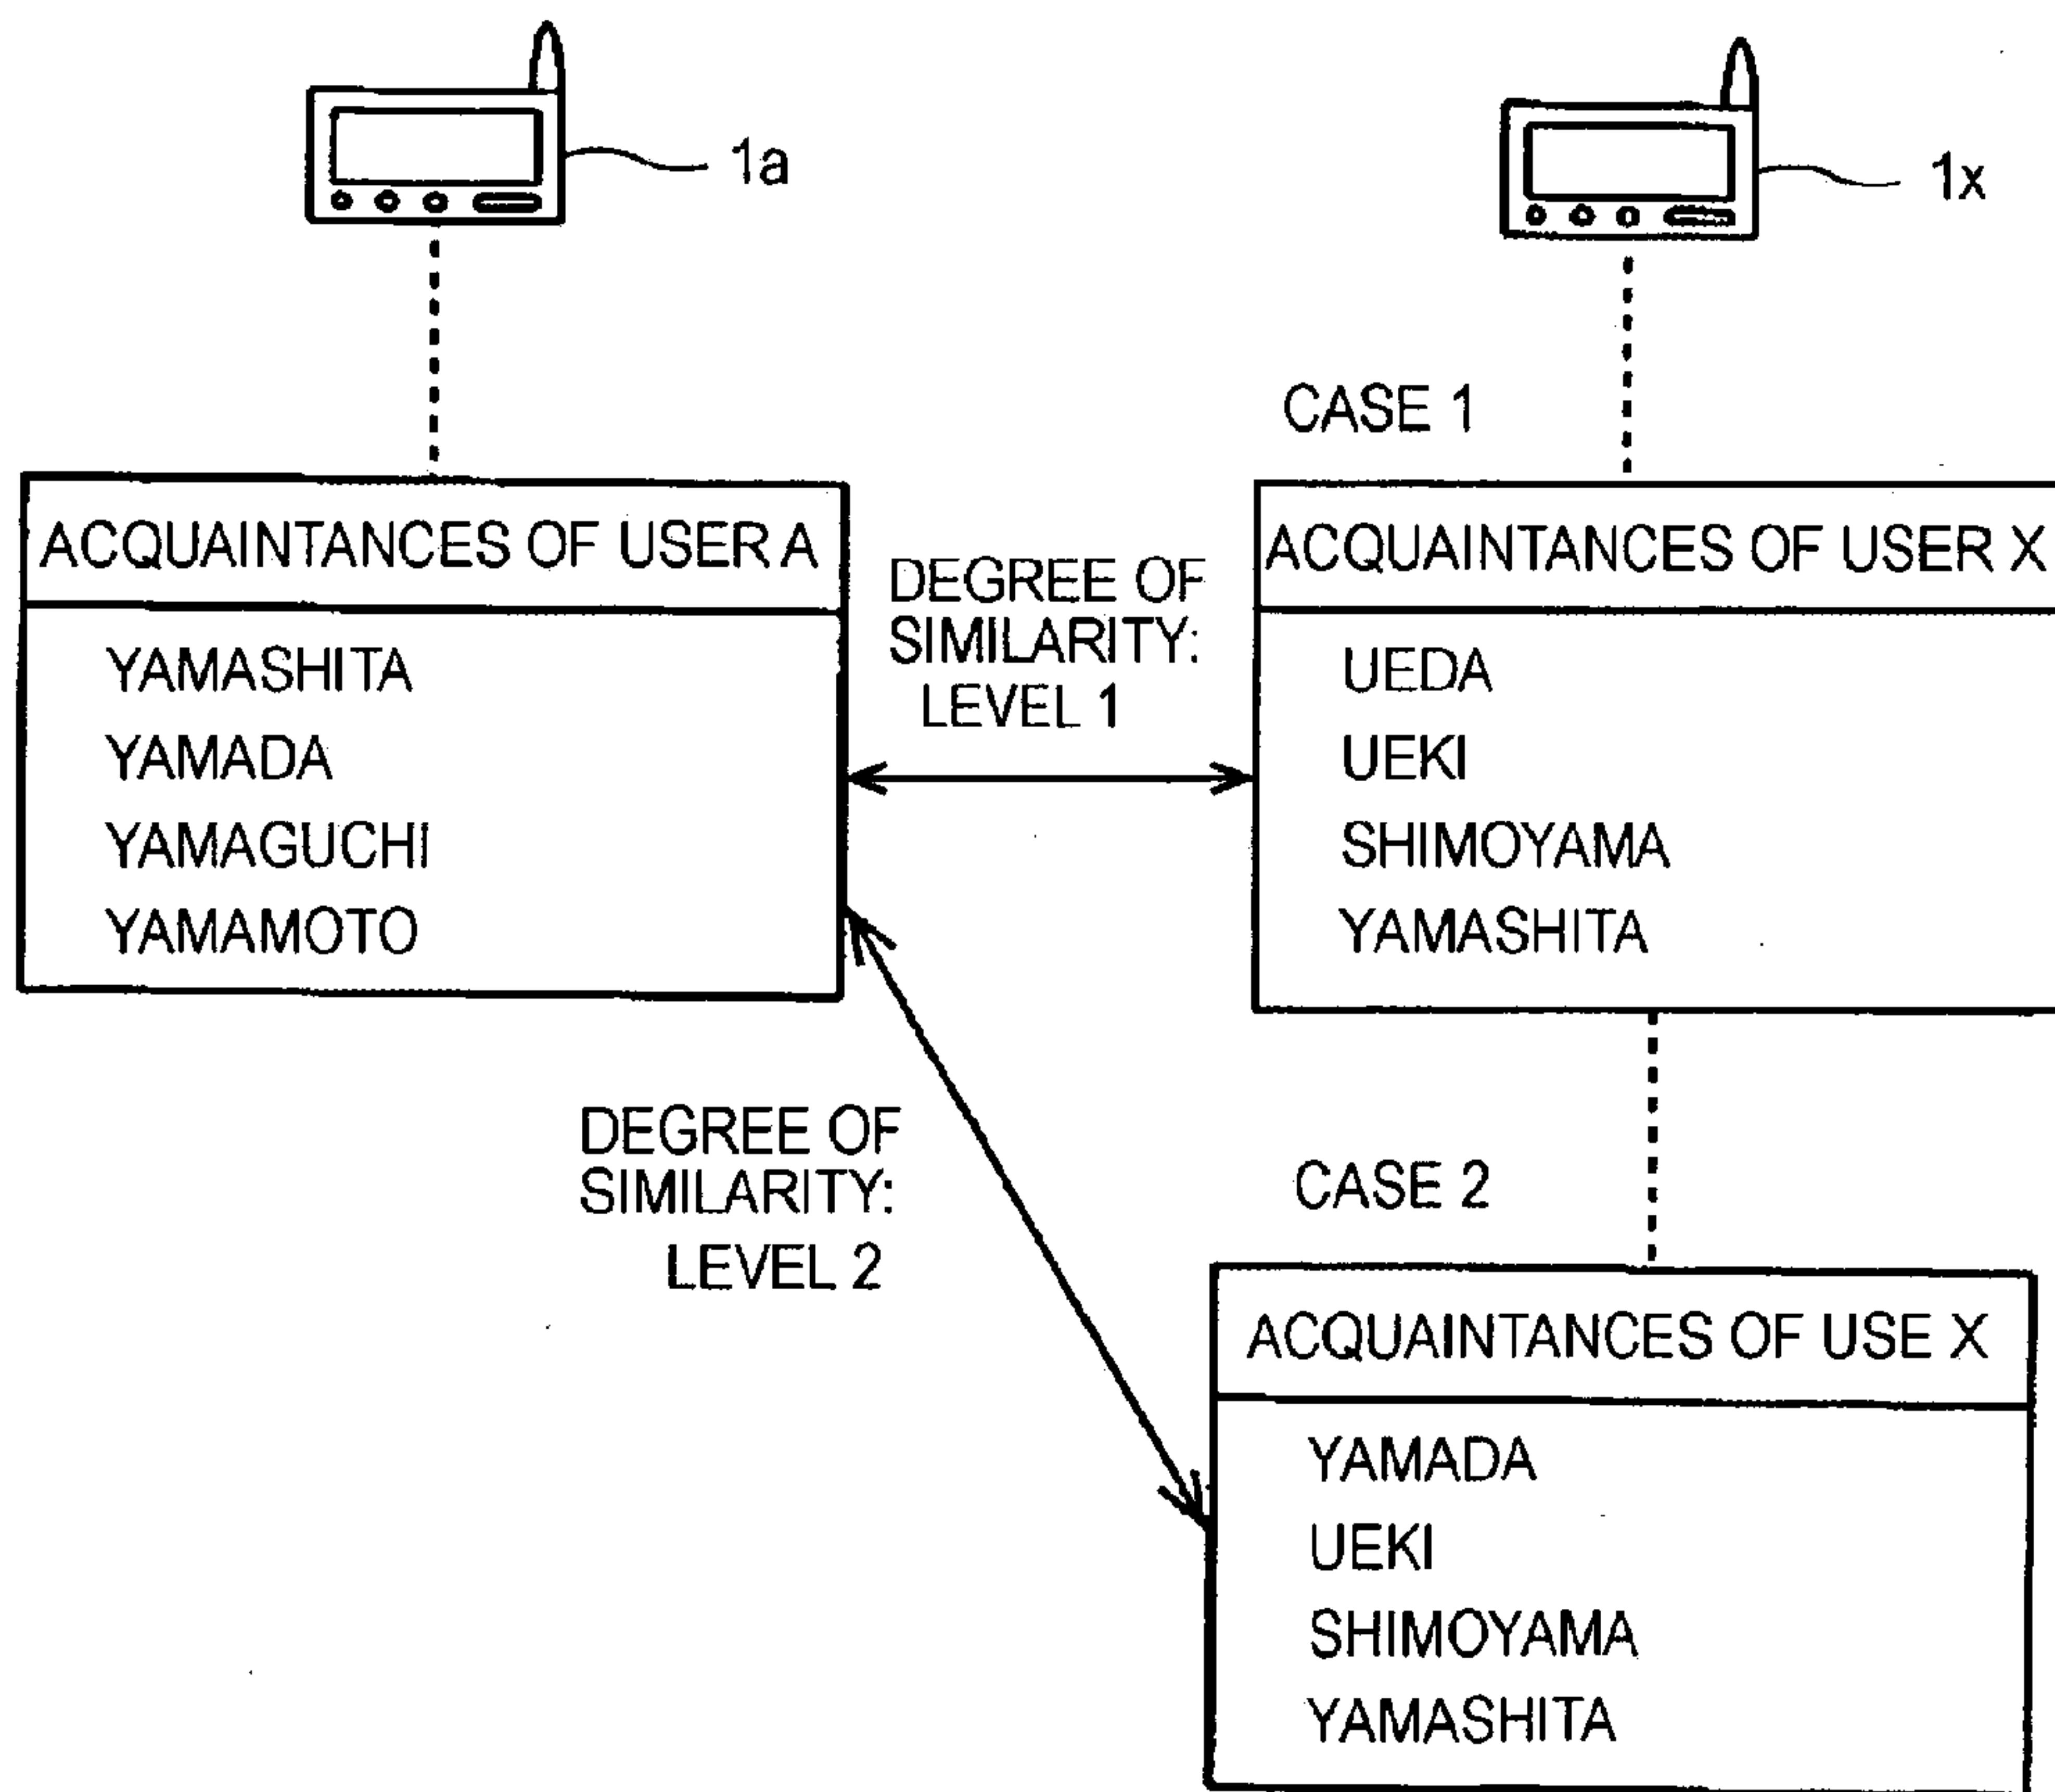 1a
1x
CASE 1
ACQUAINTANCES OF USER A
YAMASHITA
YAMADA
YAMAGUCHI
YAMAMOTO
DEGREE OF
SIMILARITY:
LEVEL 1
ACQUAINTANCES OF USER X
UEDA
UEKI
SHIMOYAMA
YAMASHITA
DEGREE OF
SIMILARITY:
LEVEL 2
CASE 2
ACQUAINTANCES OF USE X
YAMADA
UEKI
SHIMOYAMA
YAMASHITA